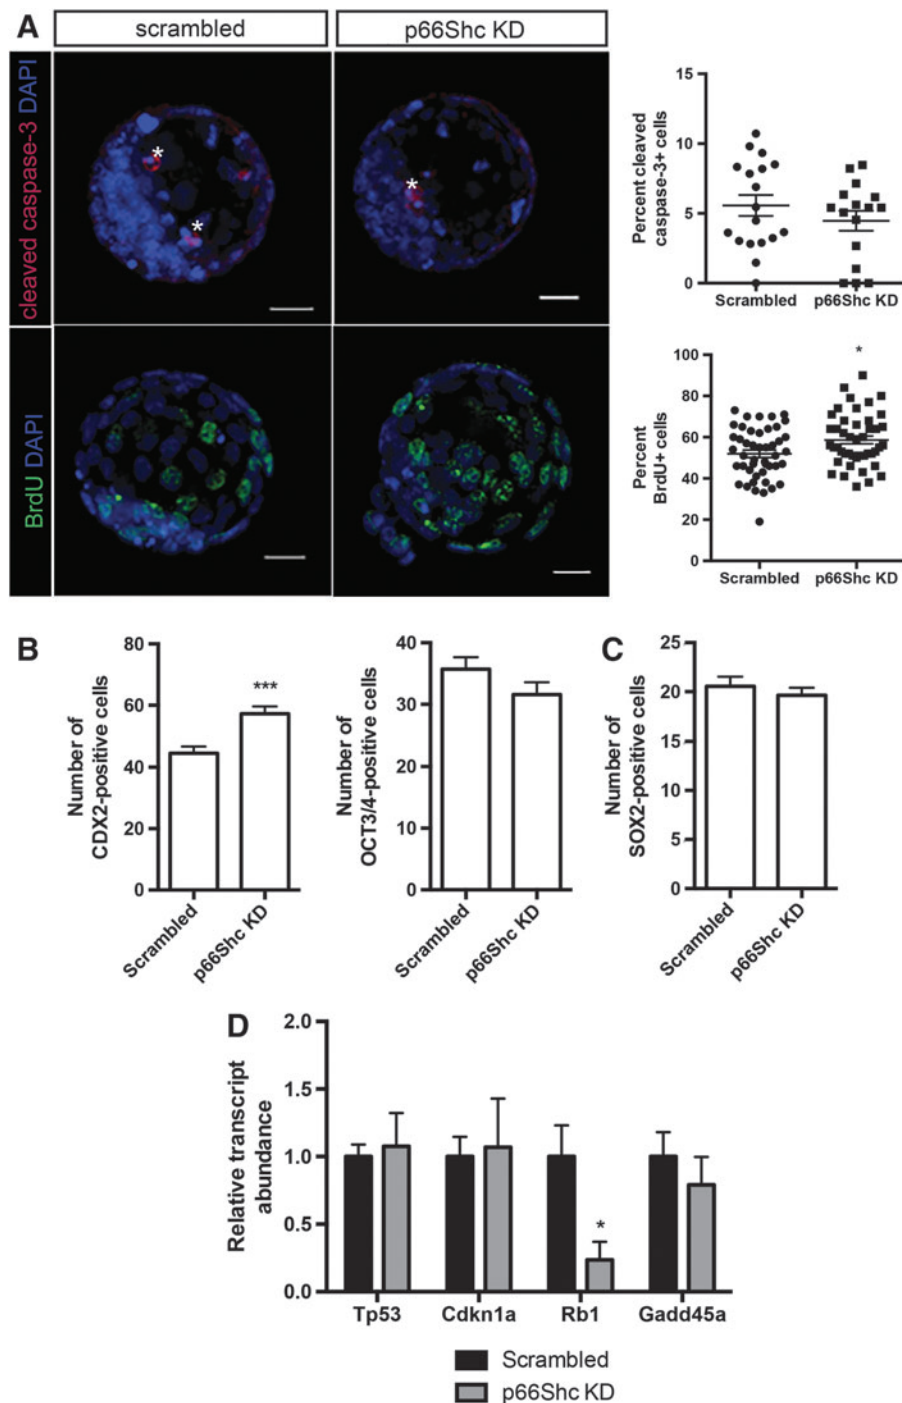 A
scrambled
p66Shc KD
cleaved caspase-3 DAPI
*
*
*
Percent cleaved
caspase-3+ cells
15
10
5
0
Scrambled
p66Shc KD
BrdU DAPI
Percent
BrdU+ cells
*
100
80
60
40
20
0
Scrambled
p66Shc KD
B
Number of
CDX2-positive cells
80
60
40
20
0
***
Scrambled
p66Shc KD
Number of
OCT3/4-positive cells
40
30
20
10
0
Scrambled
p66Shc KD
C
Number of
SOX2-positive cells
25
20
15
10
5
0
Scrambled
p66Shc KD
D
Relative transcript
abundance
2.0
1.5
1.0
0.5
0.0
*
Tp53
Cdkn1a
Rb1
Gadd45a
Scrambled
p66Shc KD